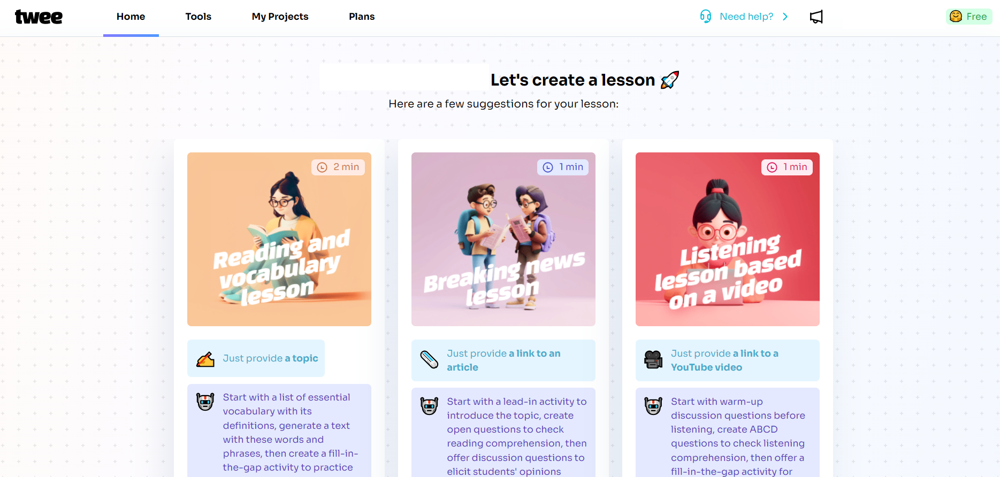 twee
Home
Tools
My Projects
Plans
Need help?
Free
Let's create a lesson
Here are a few suggestions for your lesson:
2 min
Reading and
vocabulary
lesson
Just provide a topic
Start with a list of essential
vocabulary with its
definitions, generate a text
with these words and
phrases, then create a fill-in-
the-gap activity to practice
1 min
Breaking news
lesson
Just provide a link to an
article
Start with a lead-in activity to
introduce the topic, create
open questions to check
reading comprehension, then
offer discussion questions to
elicit students' opinions
1 min
Listening
lesson based
on a video
Just provide a link to a
YouTube video
Start with warm-up
discussion questions before
listening, create ABCD
questions to check listening
comprehension, then offer a
fill-in-the-gap activity for